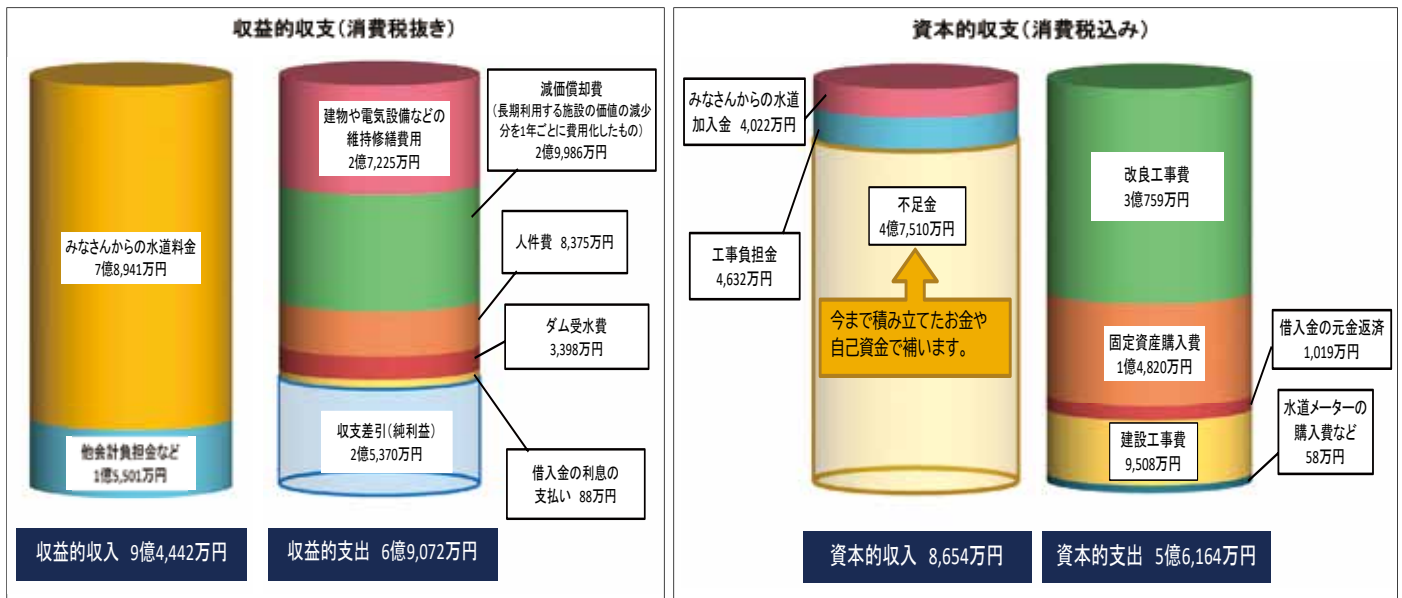 収益的収支（消費税抜き）
みなさんからの水道料金
7億8,941万円
他会計負担金など
1億5,501万円
収益的収入 9億4,442万円
建物や電気設備などの
維持修繕費用
2億7,225万円
減価償却費
（長期利用する施設の価値の減少
分を1年ごとに費用化したもの）
2億9,986万円
人件費 8,375万円
ダム受水費
3,398万円
収支差引（純利益）
2億5,370万円
借入金の利息の
支払い 88万円
収益的支出 6億9,072万円
資本的収支（消費税込み）
みなさんからの水道
加入金 4,022万円
工事負担金
4,632万円
不足金
4億7,510万円
今まで積み立てたお金や
自己資金で補います。
資本的収入 8,654万円
改良工事費
3億759万円
固定資産購入費
1億4,820万円
借入金の元金返済
1,019万円
建設工事費
9,508万円
水道メーターの
購入費など
58万円
資本的支出 5億6,164万円